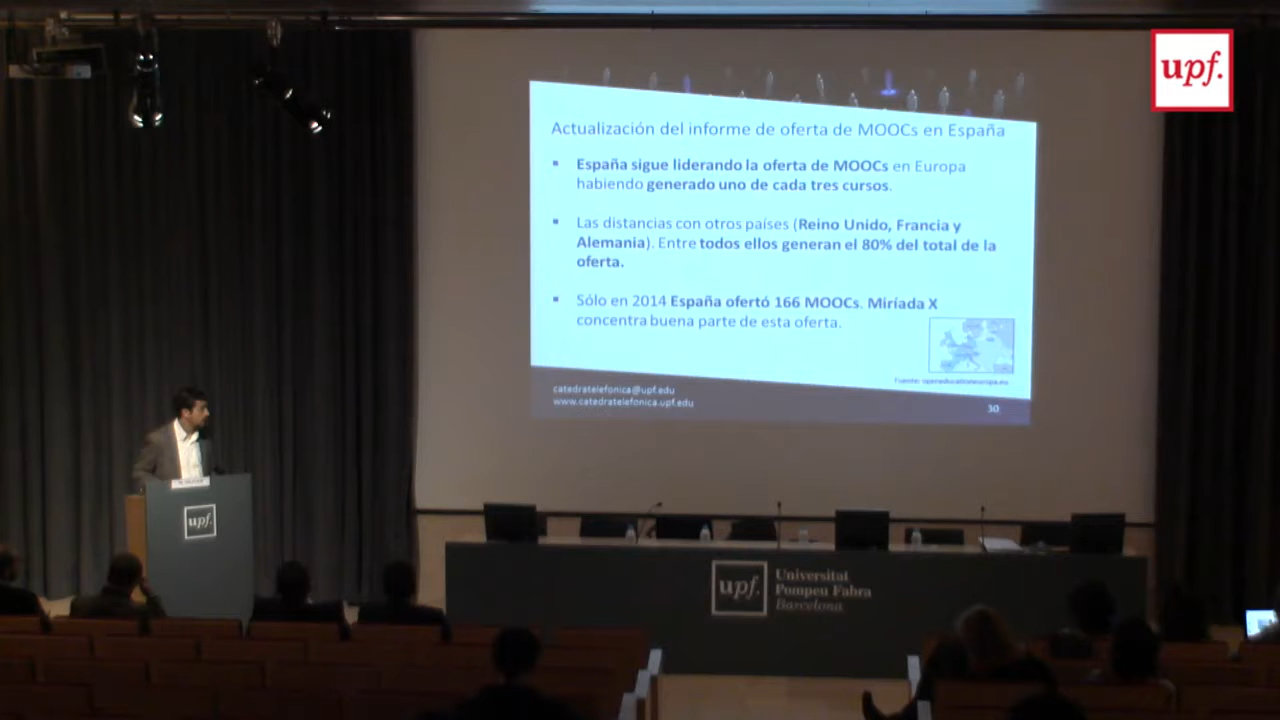 upf.
Actualización del informe de oferta de MOOCs en España
▪ España sigue liderando la oferta de MOOCs en Europa
habiendo generado uno de cada tres cursos.
▪ Las distancias con otros países (Reino Unido, Francia y
Alemania). Entre todos ellos generan el 80% del total de la
oferta.
▪ Sólo en 2014 España ofertó 166 MOOCs. Miríada X
concentra buena parte de esta oferta.
Fuente: openeducationeuropa.eu
catedratelefonica@upf.edu
www.catedratelefonica.upf.edu
30
upf.
upf.
Universitat
Pompeu Fabra
Barcelona